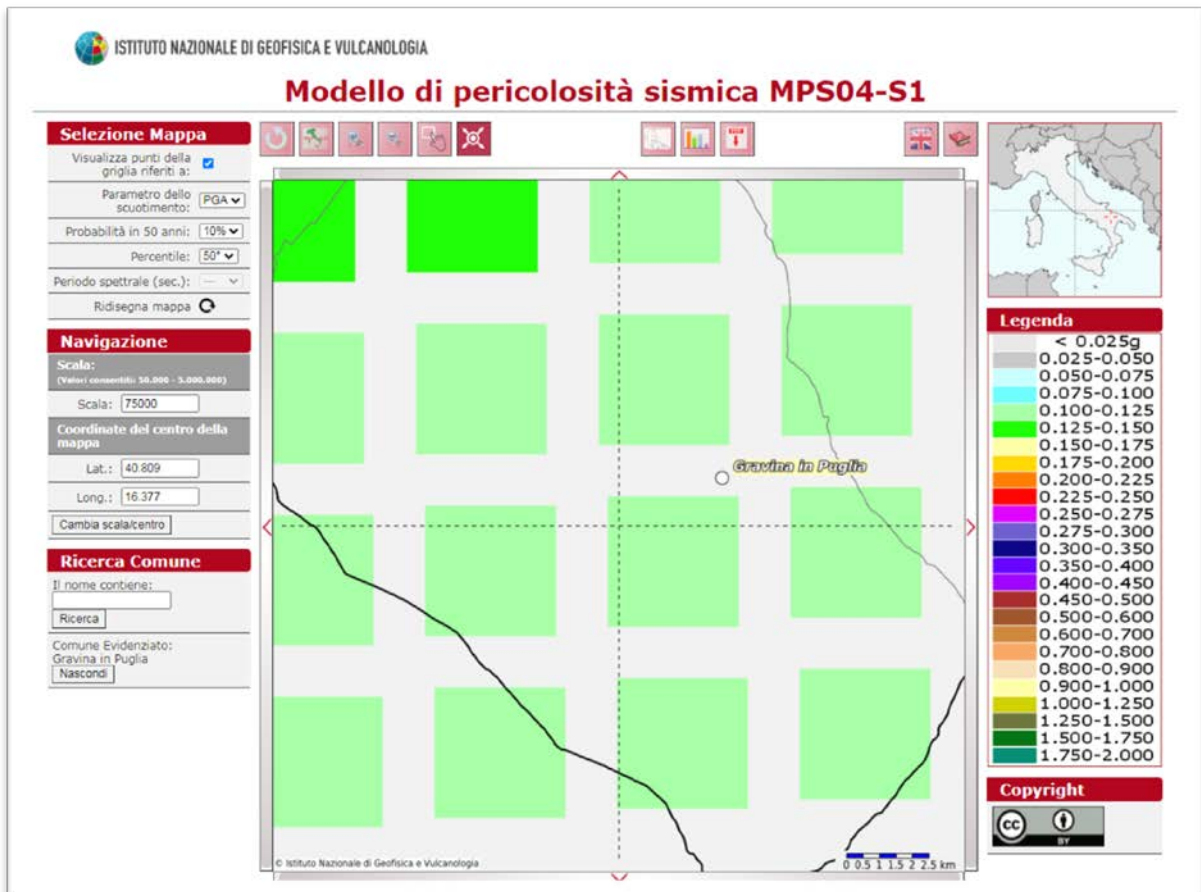 ISTITUTO NAZIONALE DI GEOFISICA E VULCANOLOGIA
Modello di pericolosità sismica MPS04-S1
Selezione Mappa
Visualizza punti della
griglia riferiti a:
Parametro dello
scuotimento: PGA
Probabilità in 50 anni: 10%
Percentile: 50°
Periodo spettrale (sec.): ---
Ridisegna mappa
Navigazione
Scala:
(Valori consentiti: 50.000 - 5.000.000)
Scala: 75000
Coordinate del centro della
mappa
Lat.: 40.809
Long.: 16.377
Cambia scala/centro
Ricerca Comune
Il nome contiene:
Ricerca
Comune Evidenziato:
Gravina in Puglia
Nascondi
Gravina in Puglia
© Istituto Nazionale di Geofisica e Vulcanologia
0 0.5 1 1.5 2 2.5 km
Legenda
< 0.025g
0.025-0.050
0.050-0.075
0.075-0.100
0.100-0.125
0.125-0.150
0.150-0.175
0.175-0.200
0.200-0.225
0.225-0.250
0.250-0.275
0.275-0.300
0.300-0.350
0.350-0.400
0.400-0.450
0.450-0.500
0.500-0.600
0.600-0.700
0.700-0.800
0.800-0.900
0.900-1.000
1.000-1.250
1.250-1.500
1.500-1.750
1.750-2.000
Copyright
cc
BY